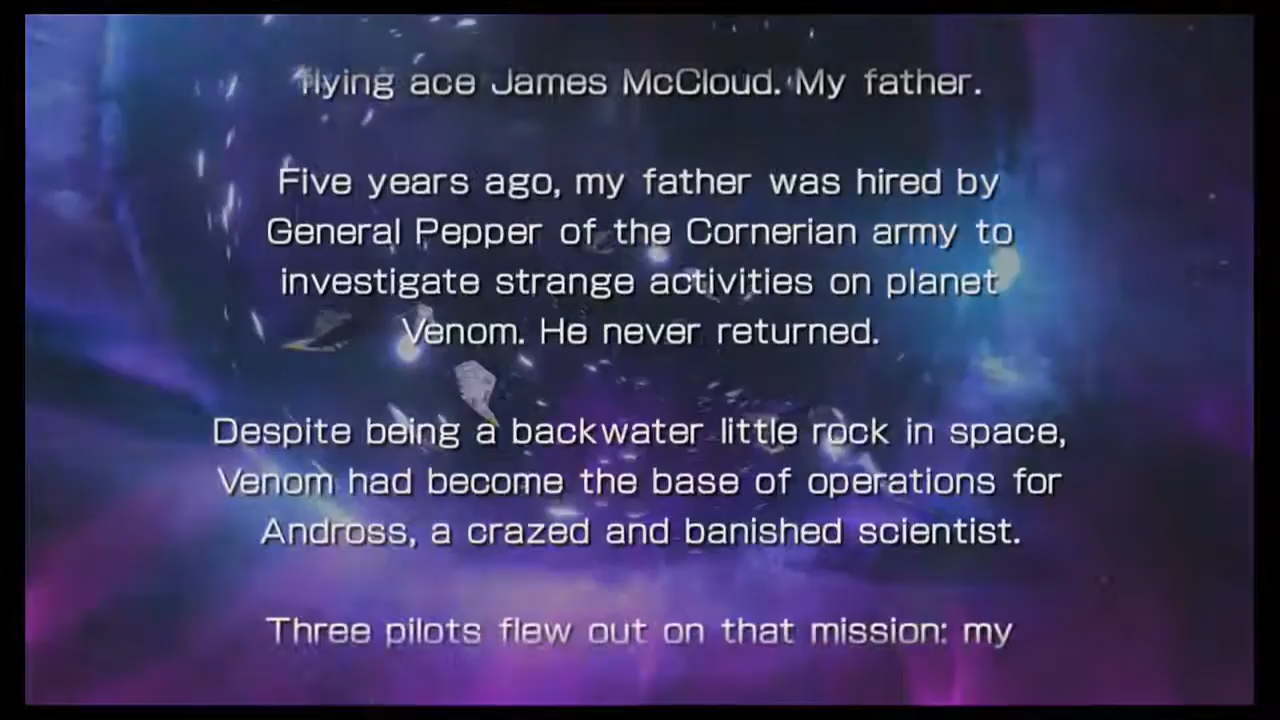 flying ace James McCloud. My father.
Five years ago, my father was hired by
General Pepper of the Cornerian army to
investigate strange activities on planet
Venom. He never returned.
Despite being a backwater little rock in space,
Venom had become the base of operations for
Andross, a crazed and banished scientist.
Three pilots flew out on that mission: my